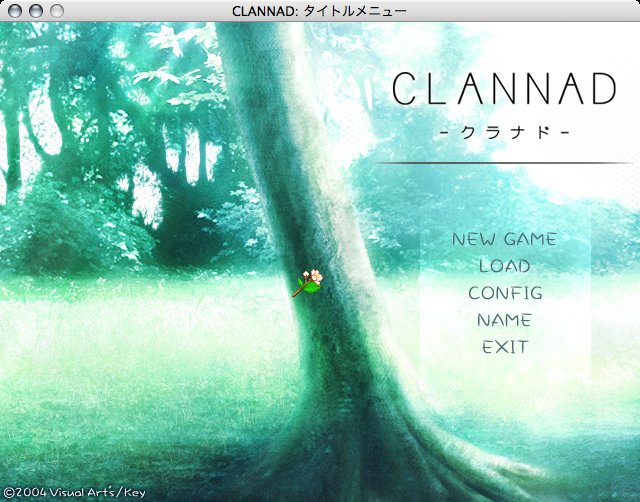 CLANNAD: タイトルメニュー
CLANNAD
-クラナド-
NEW GAME
LOAD
CONFIG
NAME
EXIT
©2004 Visual Art's/Key